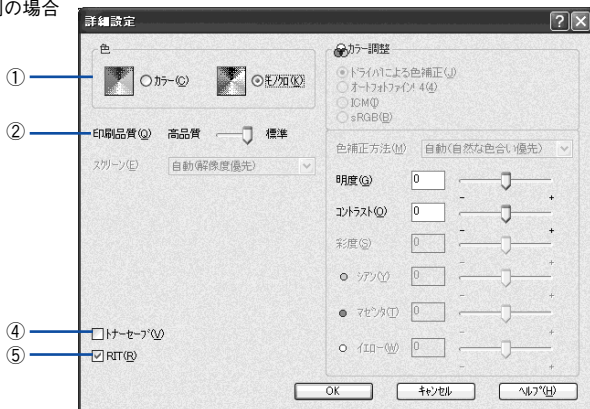 別の場合
詳細設定
色
① カラー(C) モノクロ(K)
② 印刷品質(Q) 高品質 標準
スクリーン(E) 自動(解像度優先)
④ トナーセーブ(V)
⑤ RIT(R)
カラー調整
ドライバによる色補正(J)
オートフォトファイン!4(4)
ICM(I)
sRGB(B)
色補正方法(M) 自動(自然な色合い優先)
明度(G) 0
- +
コントラスト(O) 0
- +
彩度(S) 0
- +
シアン(Y) 0
- +
マゼンタ(T) 0
- +
イエロー(W) 0
- +
OK キャンセル ヘルプ(H)